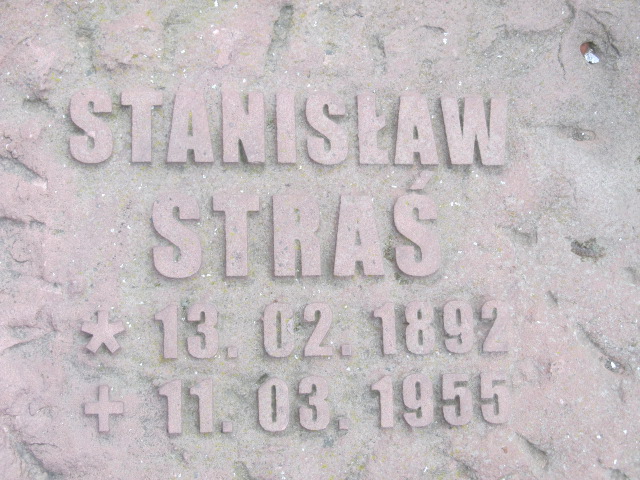 STANISŁAW
STRAŚ
* 13. 02. 1892
+ 11. 03. 1955